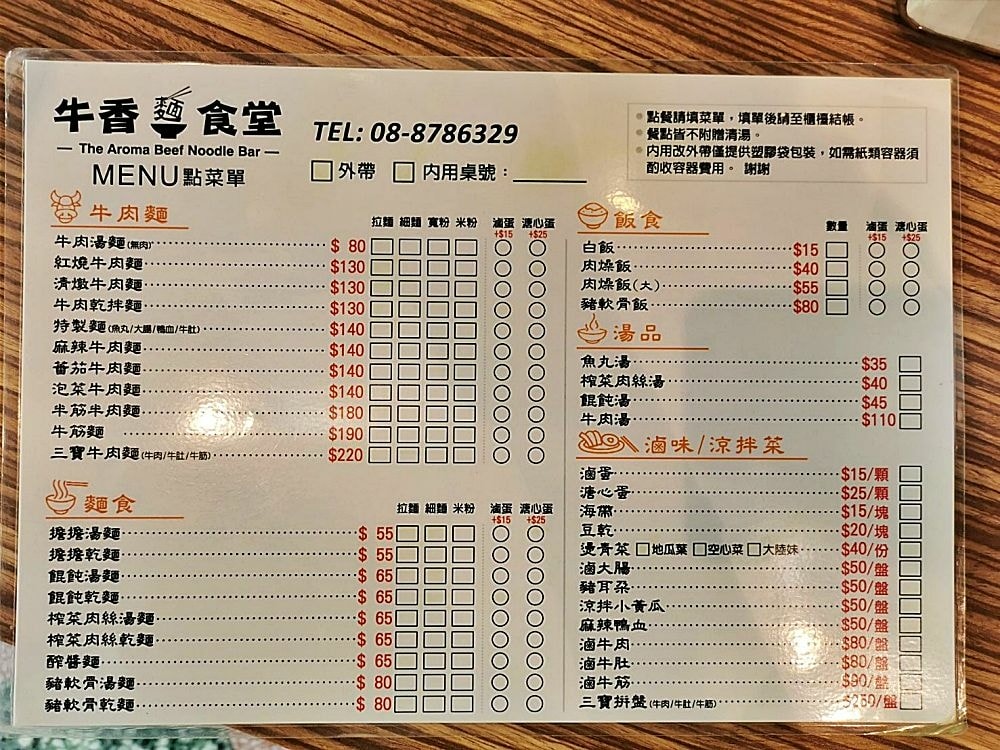 牛香麵食堂
— The Aroma Beef Noodle Bar —
MENU點菜單
TEL: 08-8786329
外帶 內用桌號：
點餐請填菜單，填單後請至櫃檯結帳。
餐點皆不附贈清湯。
內用改外帶僅提供塑膠袋包裝，如需紙類容器須
酌收容器費用。 謝謝
牛肉麵
拉麵 細麵 寬粉 米粉 滷蛋 溏心蛋
+$15 +$25
牛肉湯麵(無肉) $ 80
紅燒牛肉麵 $130
清燉牛肉麵 $130
牛肉乾拌麵 $130
特製麵(魚丸/大腸/鴨血/牛肚) $140
麻辣牛肉麵 $140
蕃茄牛肉麵 $140
泡菜牛肉麵 $140
半筋半肉麵 $180
牛筋麵 $190
三寶牛肉麵(牛肉/牛肚/牛筋) $220
麵食
拉麵 細麵 米粉 滷蛋 溏心蛋
+$15 +$25
擔擔湯麵 $ 55
擔擔乾麵 $ 55
餛飩湯麵 $ 65
餛飩乾麵 $ 65
榨菜肉絲湯麵 $ 65
榨菜肉絲乾麵 $ 65
酢醬麵 $ 65
豬軟骨湯麵 $ 80
豬軟骨乾麵 $ 80
飯食
數量 滷蛋 溏心蛋
+$15 +$25
白飯 $15
肉燥飯 $40
肉燥飯(大) $55
豬軟骨飯 $80
湯品
魚丸湯 $35
榨菜肉絲湯 $40
餛飩湯 $45
牛肉湯 $110
滷味/涼拌菜
滷蛋 $15/顆
溏心蛋 $25/顆
海帶 $15/塊
豆乾 $20/塊
燙青菜 地瓜葉 空心菜 大陸妹 $40/份
滷大腸 $50/盤
豬耳朵 $50/盤
涼拌小黃瓜 $50/盤
麻辣鴨血 $50/盤
滷牛肉 $80/盤
滷牛肚 $80/盤
滷牛筋 $90/盤
三寶拼盤(牛肉/牛肚/牛筋) $250/盤